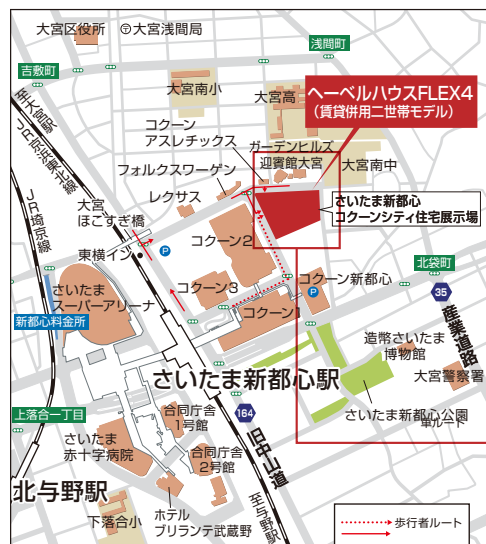 大宮区役所
大宮浅間局
浅間町
吉敷町
至大宮駅
JR京浜東北線
JR埼京線
大宮南小
大宮高
ヘーベルハウスFLEX4
(賃貸併用二世帯モデル)
コクーン
アスレチックス
ガーデンヒルズ
迎賓館大宮
大宮南中
フォルクスワーゲン
レクサス
大宮
ほこすぎ橋
さいたま新都心
コクーンシティ住宅展示場
東横イン
P
コクーン2
北袋町
コクーン新都心
コクーン3
P
35
さいたま
スーパーアリーナ
新都心料金所
コクーン1
産業道路
造幣さいたま
博物館
大宮警察署
さいたま新都心駅
さいたま新都心公園
車ルート
上落合一丁目
合同庁舎
1号館
164
旧中山道
さいたま
赤十字病院
合同庁舎
2号館
北与野駅
至与野駅
ホテル
ブリランテ武蔵野
下落合小
歩行者ルート